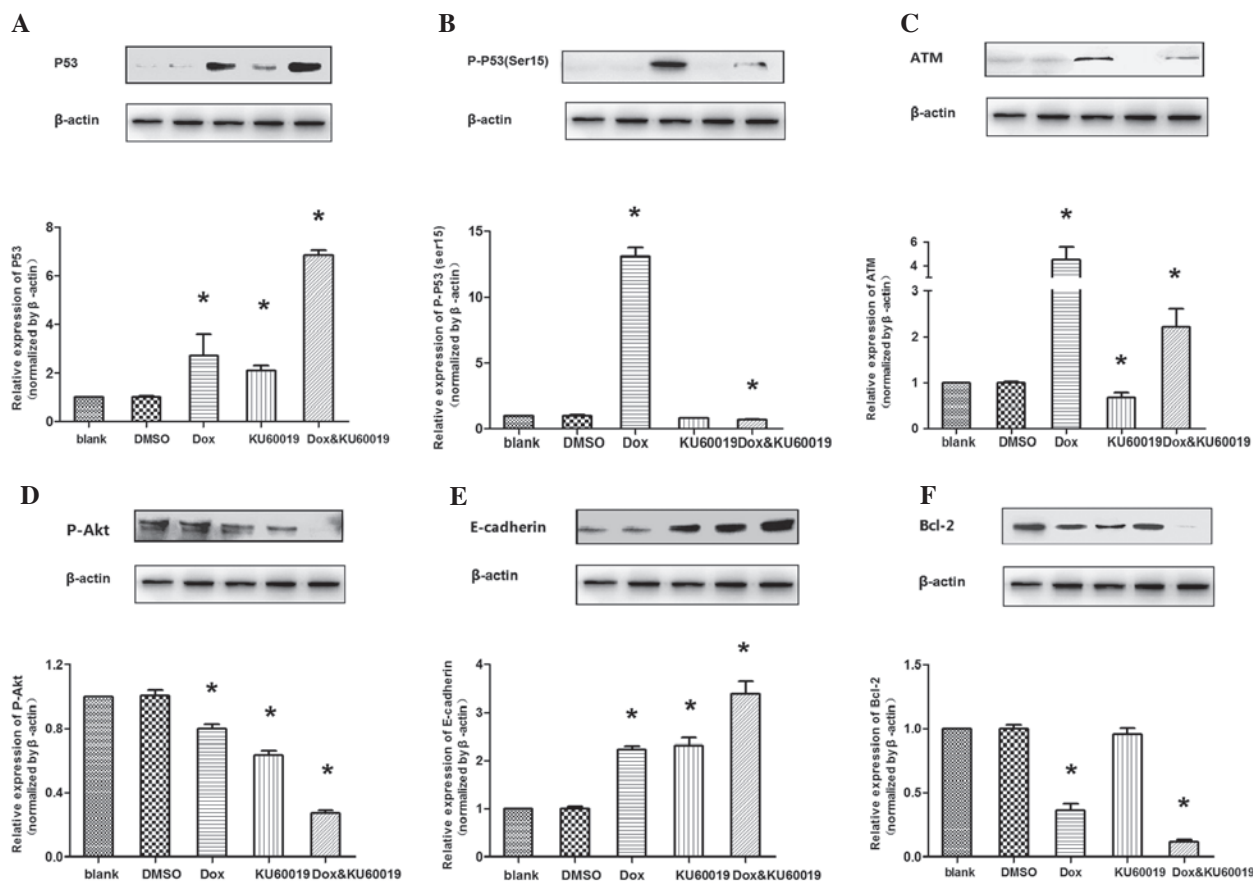 A
P53
β-actin
Relative expression of P53
(normalized by β-actin)
8
6
4
2
0
blank DMSO Dox KU60019 Dox&KU60019
*
*
*
B
P-P53(Ser15)
β-actin
Relative expression of P-P53 (ser15)
(normalized by β-actin)
15
10
5
0
blank DMSO Dox KU60019 Dox&KU60019
*
*
C
ATM
β-actin
Relative expression of ATM
(normalized by β-actin)
6
4
3
2
1
0
blank DMSO Dox KU60019 Dox&KU60019
*
*
*
D
P-Akt
β-actin
Relative expression of P-Akt
(normalized by β-actin)
1.2
0.8
0.4
0.0
blank DMSO Dox KU60019 Dox&KU60019
*
*
*
E
E-cadherin
β-actin
Relative expression of E-cadherin
(normalized by β-actin)
4
3
2
1
0
blank DMSO Dox KU60019 Dox&KU60019
*
*
*
F
Bcl-2
β-actin
Relative expression of Bcl-2
(normalized by β-actin)
1.5
1.0
0.5
0.0
blank DMSO Dox KU60019 Dox&KU60019
*
*